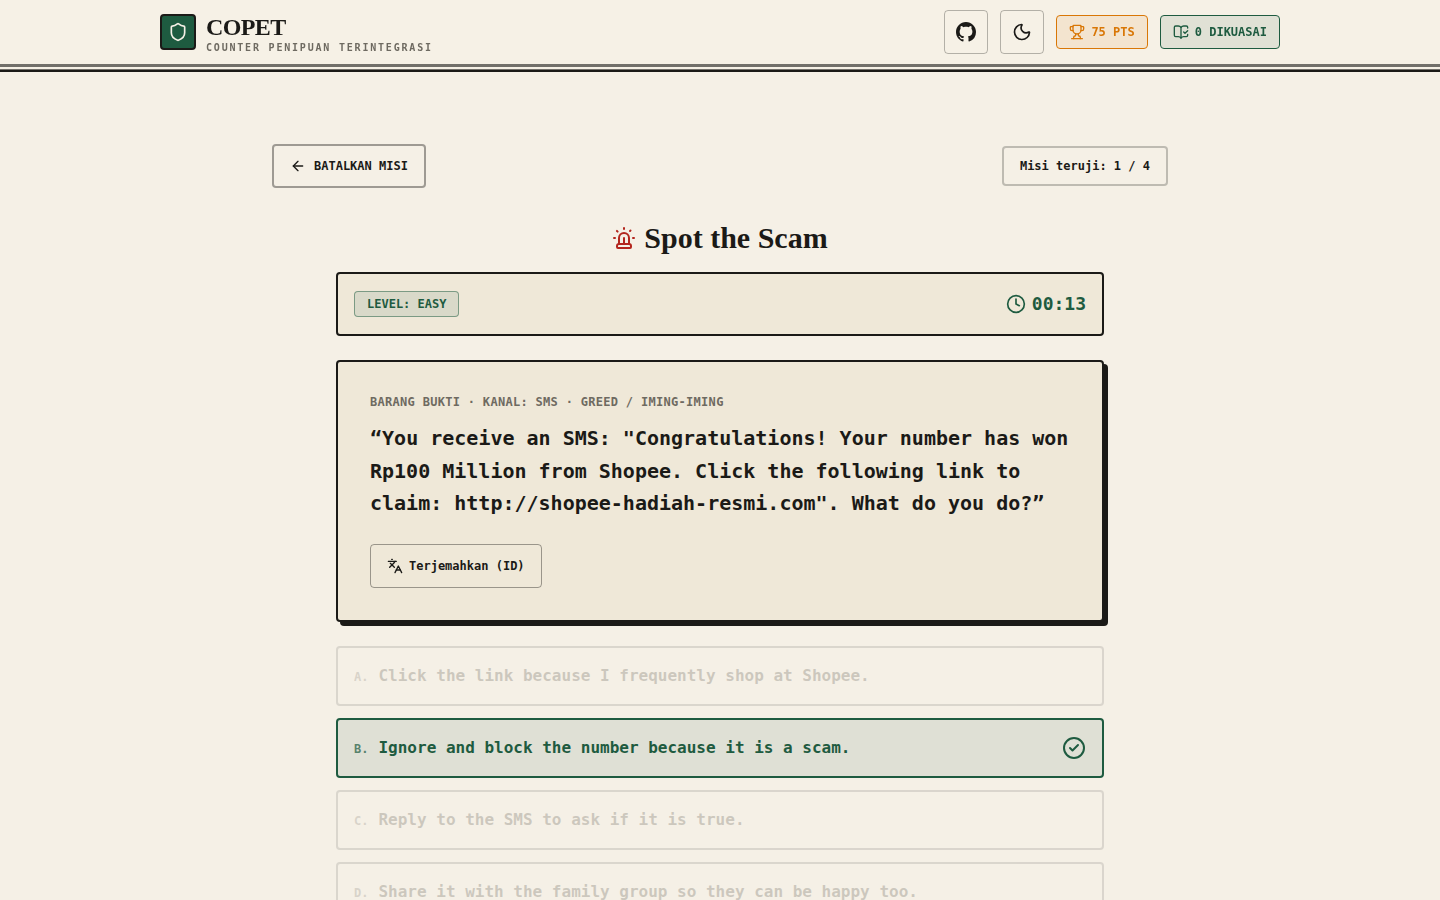 COPET
COUNTER PENIPUAN TERINTEGRASI
75 PTS
0 DIKUASAI
BATALKAN MISI
Misi teruji: 1 / 4
Spot the Scam
LEVEL: EASY
00:13
BARANG BUKTI · KANAL: SMS · GREED / IMING-IMING
“You receive an SMS: "Congratulations! Your number has won
Rp100 Million from Shopee. Click the following link to
claim: http://shopee-hadiah-resmi.com". What do you do?”
Terjemahkan (ID)
A. Click the link because I frequently shop at Shopee.
B. Ignore and block the number because it is a scam.
C. Reply to the SMS to ask if it is true.
D. Share it with the family group so they can be happy too.